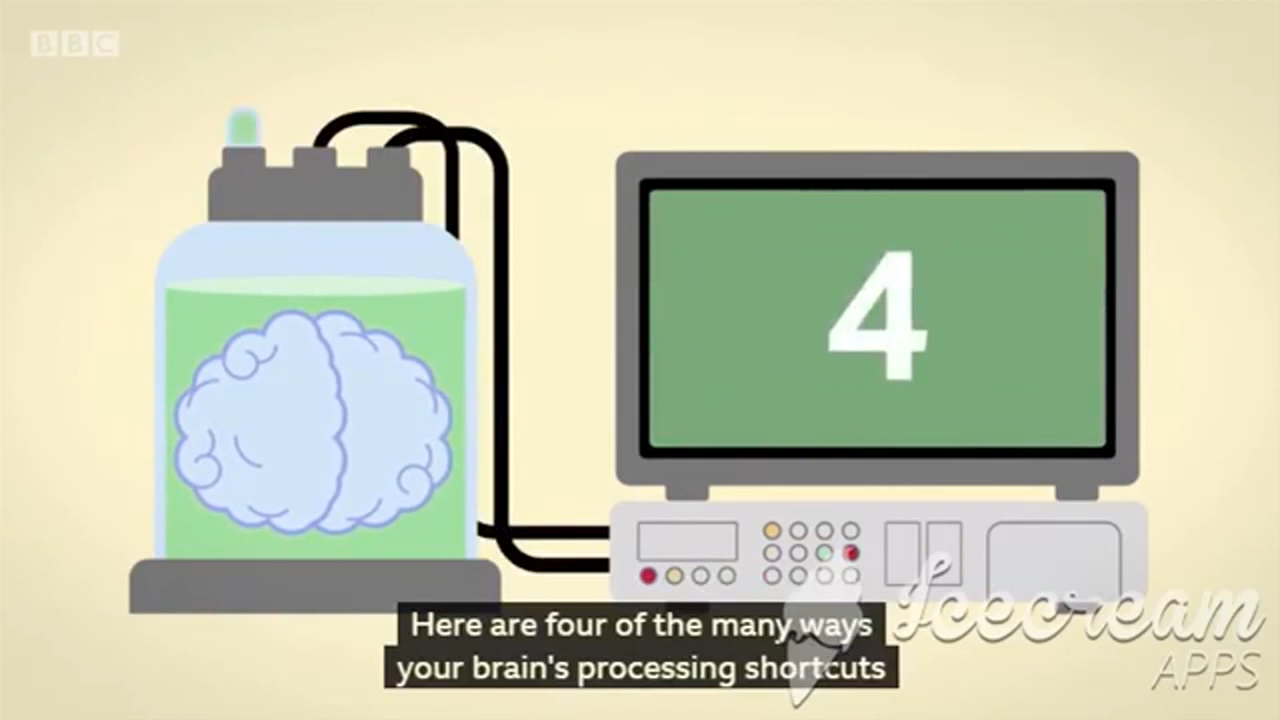 BBC
4
Here are four of the many ways
your brain's processing shortcuts
Icecream
APPS